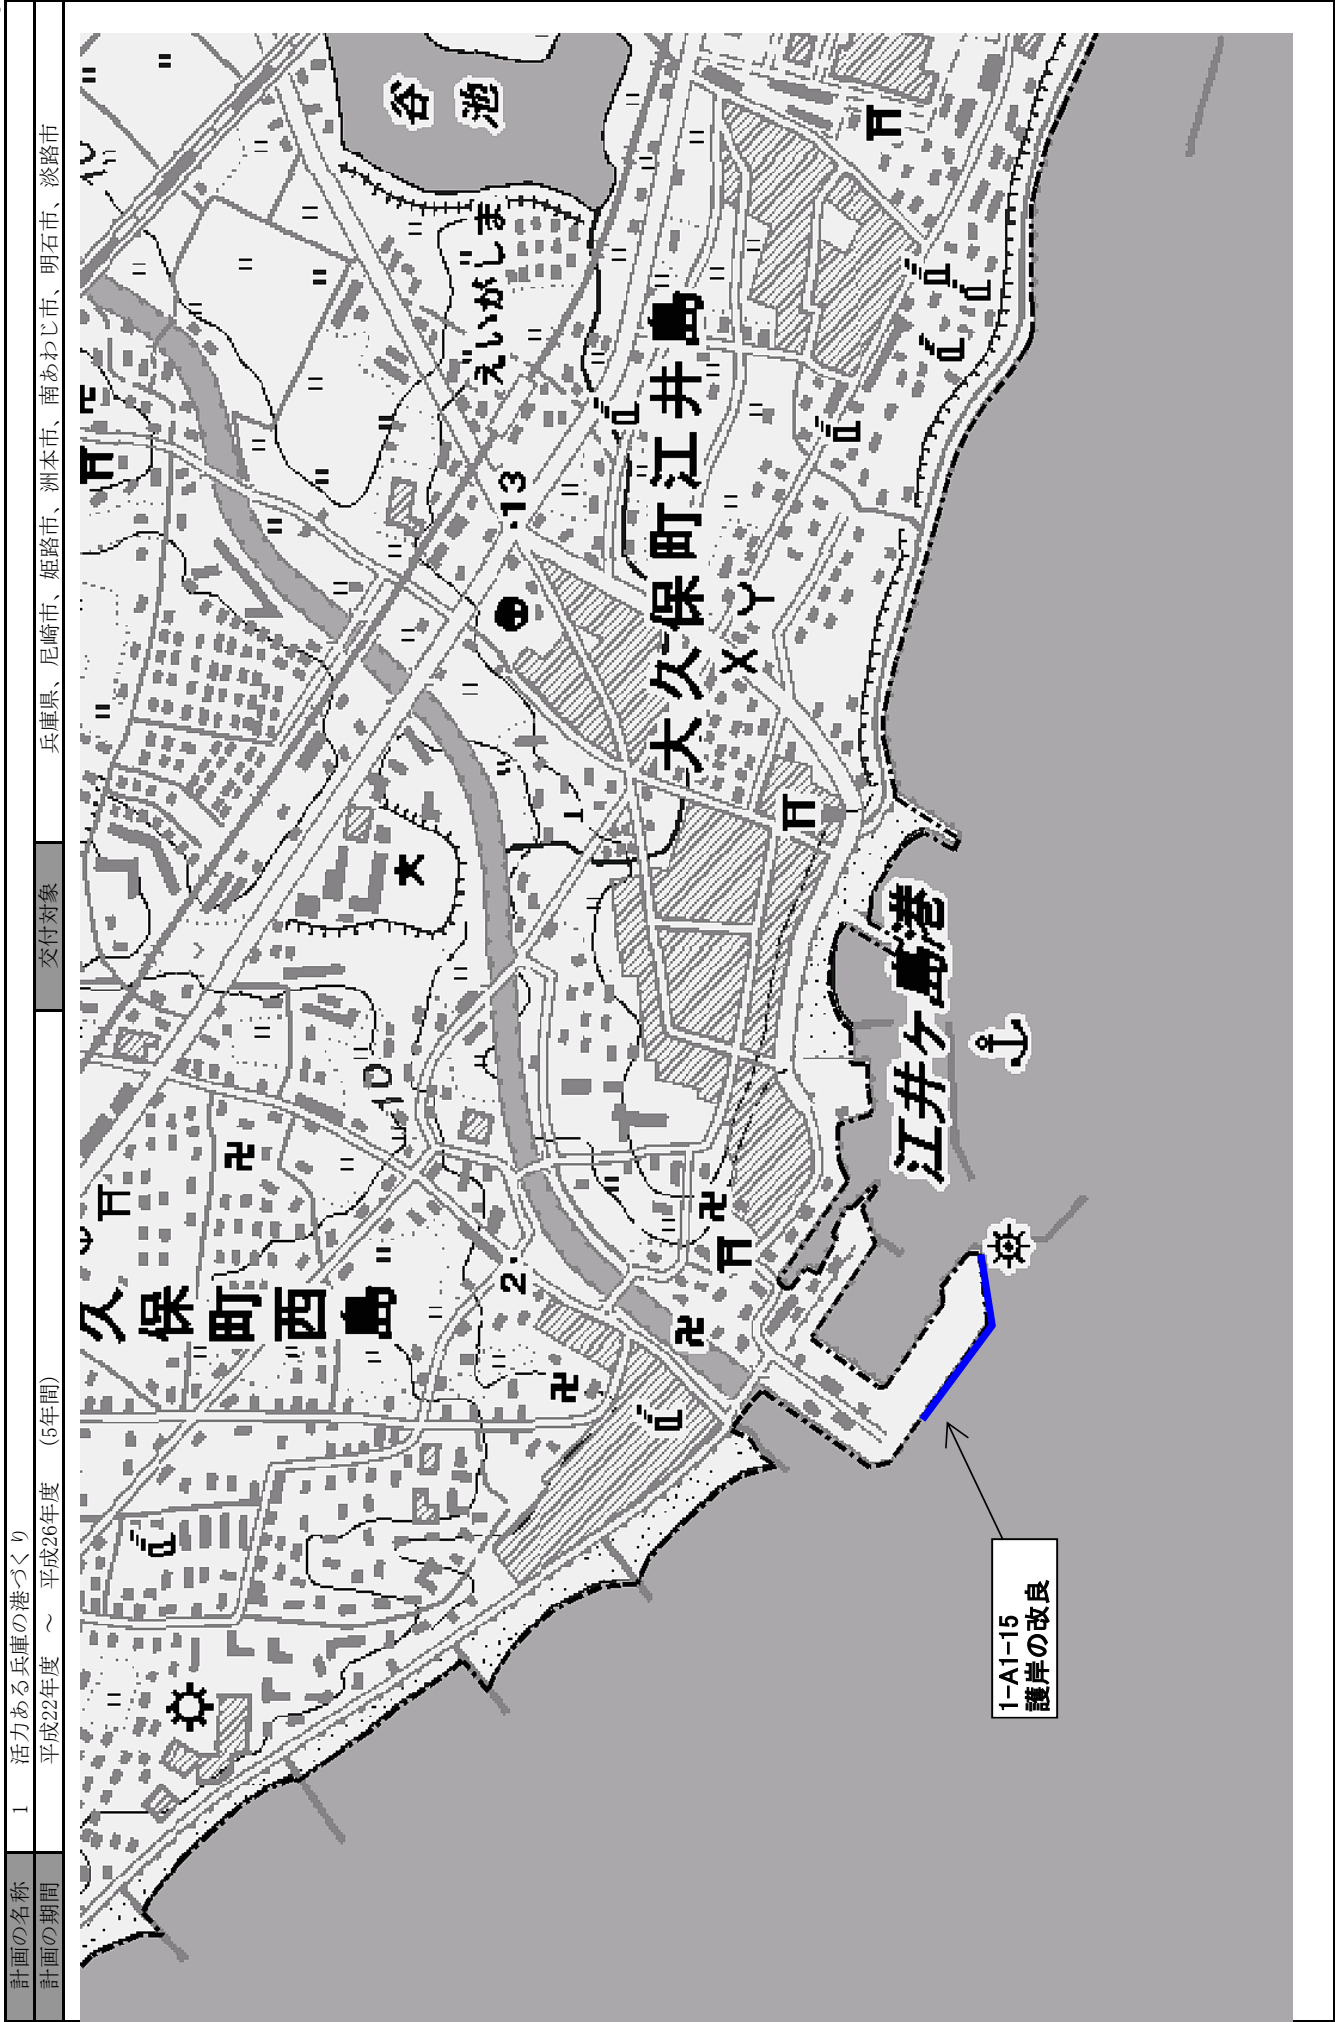 計画の名称 1 活力ある兵庫の港づくり
計画の期間 平成22年度 ～ 平成26年度 (5年間) 交付対象 兵庫県、尼崎市、姫路市、洲本市、南あわじ市、明石市、淡路市
谷池
えいがしま
13
大久保町江井島
久保町西島
2
江井ケ島港
1-A1-15
護岸の改良